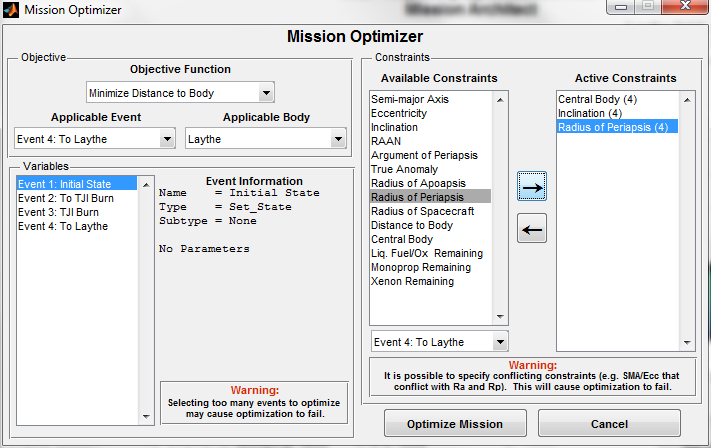 Mission Optimizer
Mission Architect
Mission Optimizer
Objective
Objective Function
Minimize Distance to Body
Applicable Event
Applicable Body
Event 4: To Laythe
Laythe
Variables
Event 1: Initial State
Event 2: To TJI Burn
Event 3: TJI Burn
Event 4: To Laythe
Event Information
Name    = Initial State
Type    = Set_State
Subtype = None
No Parameters
Warning:
Selecting too many events to optimize
may cause optimization to fail.
Constraints
Available Constraints
Semi-major Axis
Eccentricity
Inclination
RAAN
Argument of Periapsis
True Anomaly
Radius of Apoapsis
Radius of Periapsis
Radius of Spacecraft
Distance to Body
Central Body
Liq. Fuel/Ox  Remaining
Monoprop Remaining
Xenon Remaining
Event 4: To Laythe
Active Constraints
Central Body (4)
Inclination (4)
Radius of Periapsis (4)
Warning:
It is possible to specify conflicting constraints (e.g. SMA/Ecc that
conflict with Ra and Rp).  This will cause optimization to fail.
Optimize Mission
Cancel